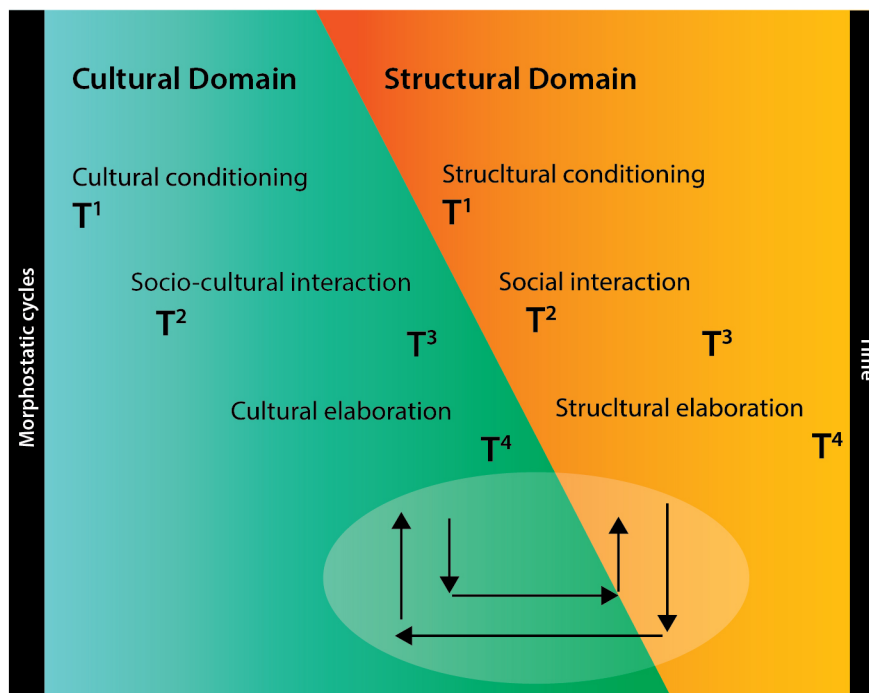 Cultural Domain
Structural Domain
Cultural conditioning
T¹
Strucltural conditioning
T¹
Socio-cultural interaction
T²
T³
Social interaction
T²
T³
Cultural elaboration
T⁴
Strucltural elaboration
T⁴
Morphostatic cycles